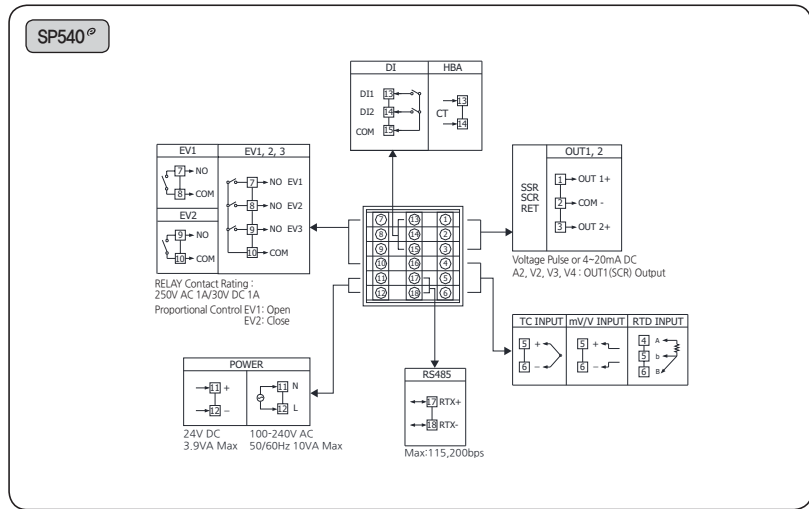 SP540
DI
HBA
DI1 13
DI2 14
COM 15
CT
13
14
EV1
7 NO
8 COM
EV2
9 NO
10 COM
EV1, 2, 3
7 NO EV1
8 NO EV2
9 NO EV3
10 COM
RELAY Contact Rating :
250V AC 1A/30V DC 1A
Proportional Control EV1: Open
EV2: Close
7 13 1
8 14 2
9 15 3
10 16 4
11 17 5
12 18 6
OUT1, 2
SSR
SCR
RET
1 OUT 1+
2 COM -
3 OUT 2+
Voltage Pulse or 4~20mA DC
A2, V2, V3, V4 : OUT1(SCR) Output
TC INPUT
5 +
6 −
mV/V INPUT
5 +
6 −
RTD INPUT
4 A
5 b
6 B
POWER
11 +
12 −
11 N
12 L
24V DC
3.9VA Max
100-240V AC
50/60Hz 10VA Max
RS485
17 RTX+
18 RTX-
Max:115,200bps